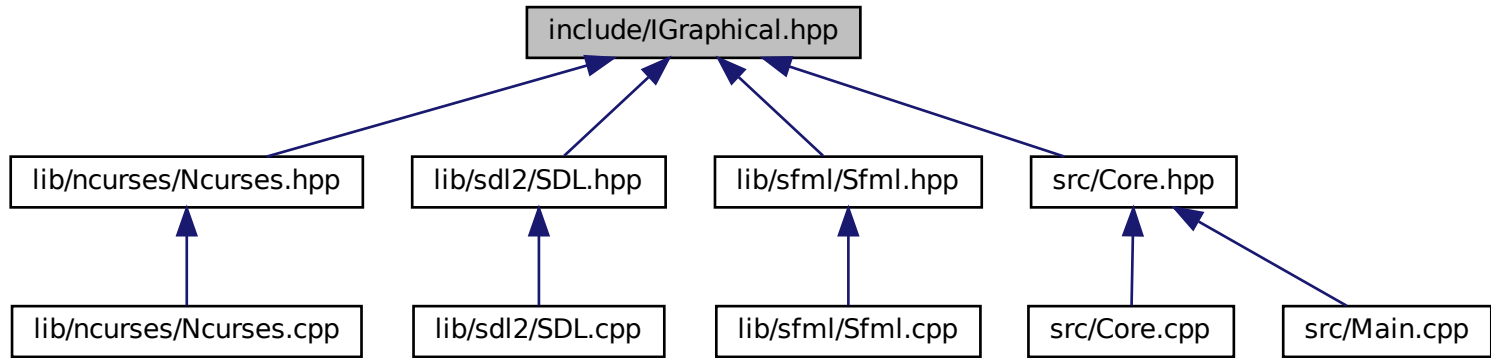 include/IGraphical.hpp
lib/ncurses/Ncurses.hpp
lib/sdl2/SDL.hpp
lib/sfml/Sfml.hpp
src/Core.hpp
lib/ncurses/Ncurses.cpp
lib/sdl2/SDL.cpp
lib/sfml/Sfml.cpp
src/Core.cpp
src/Main.cpp